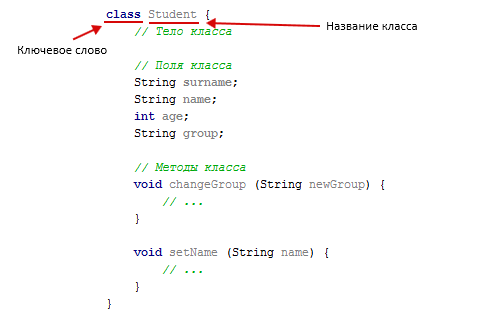 class Student {
Название класса
Ключевое слово
// Тело класса
// Поля класса
String surname;
String name;
int age;
String group;
// Методы класса
void changeGroup (String newGroup) {
// ...
}
void setName (String name) {
// ...
}
}